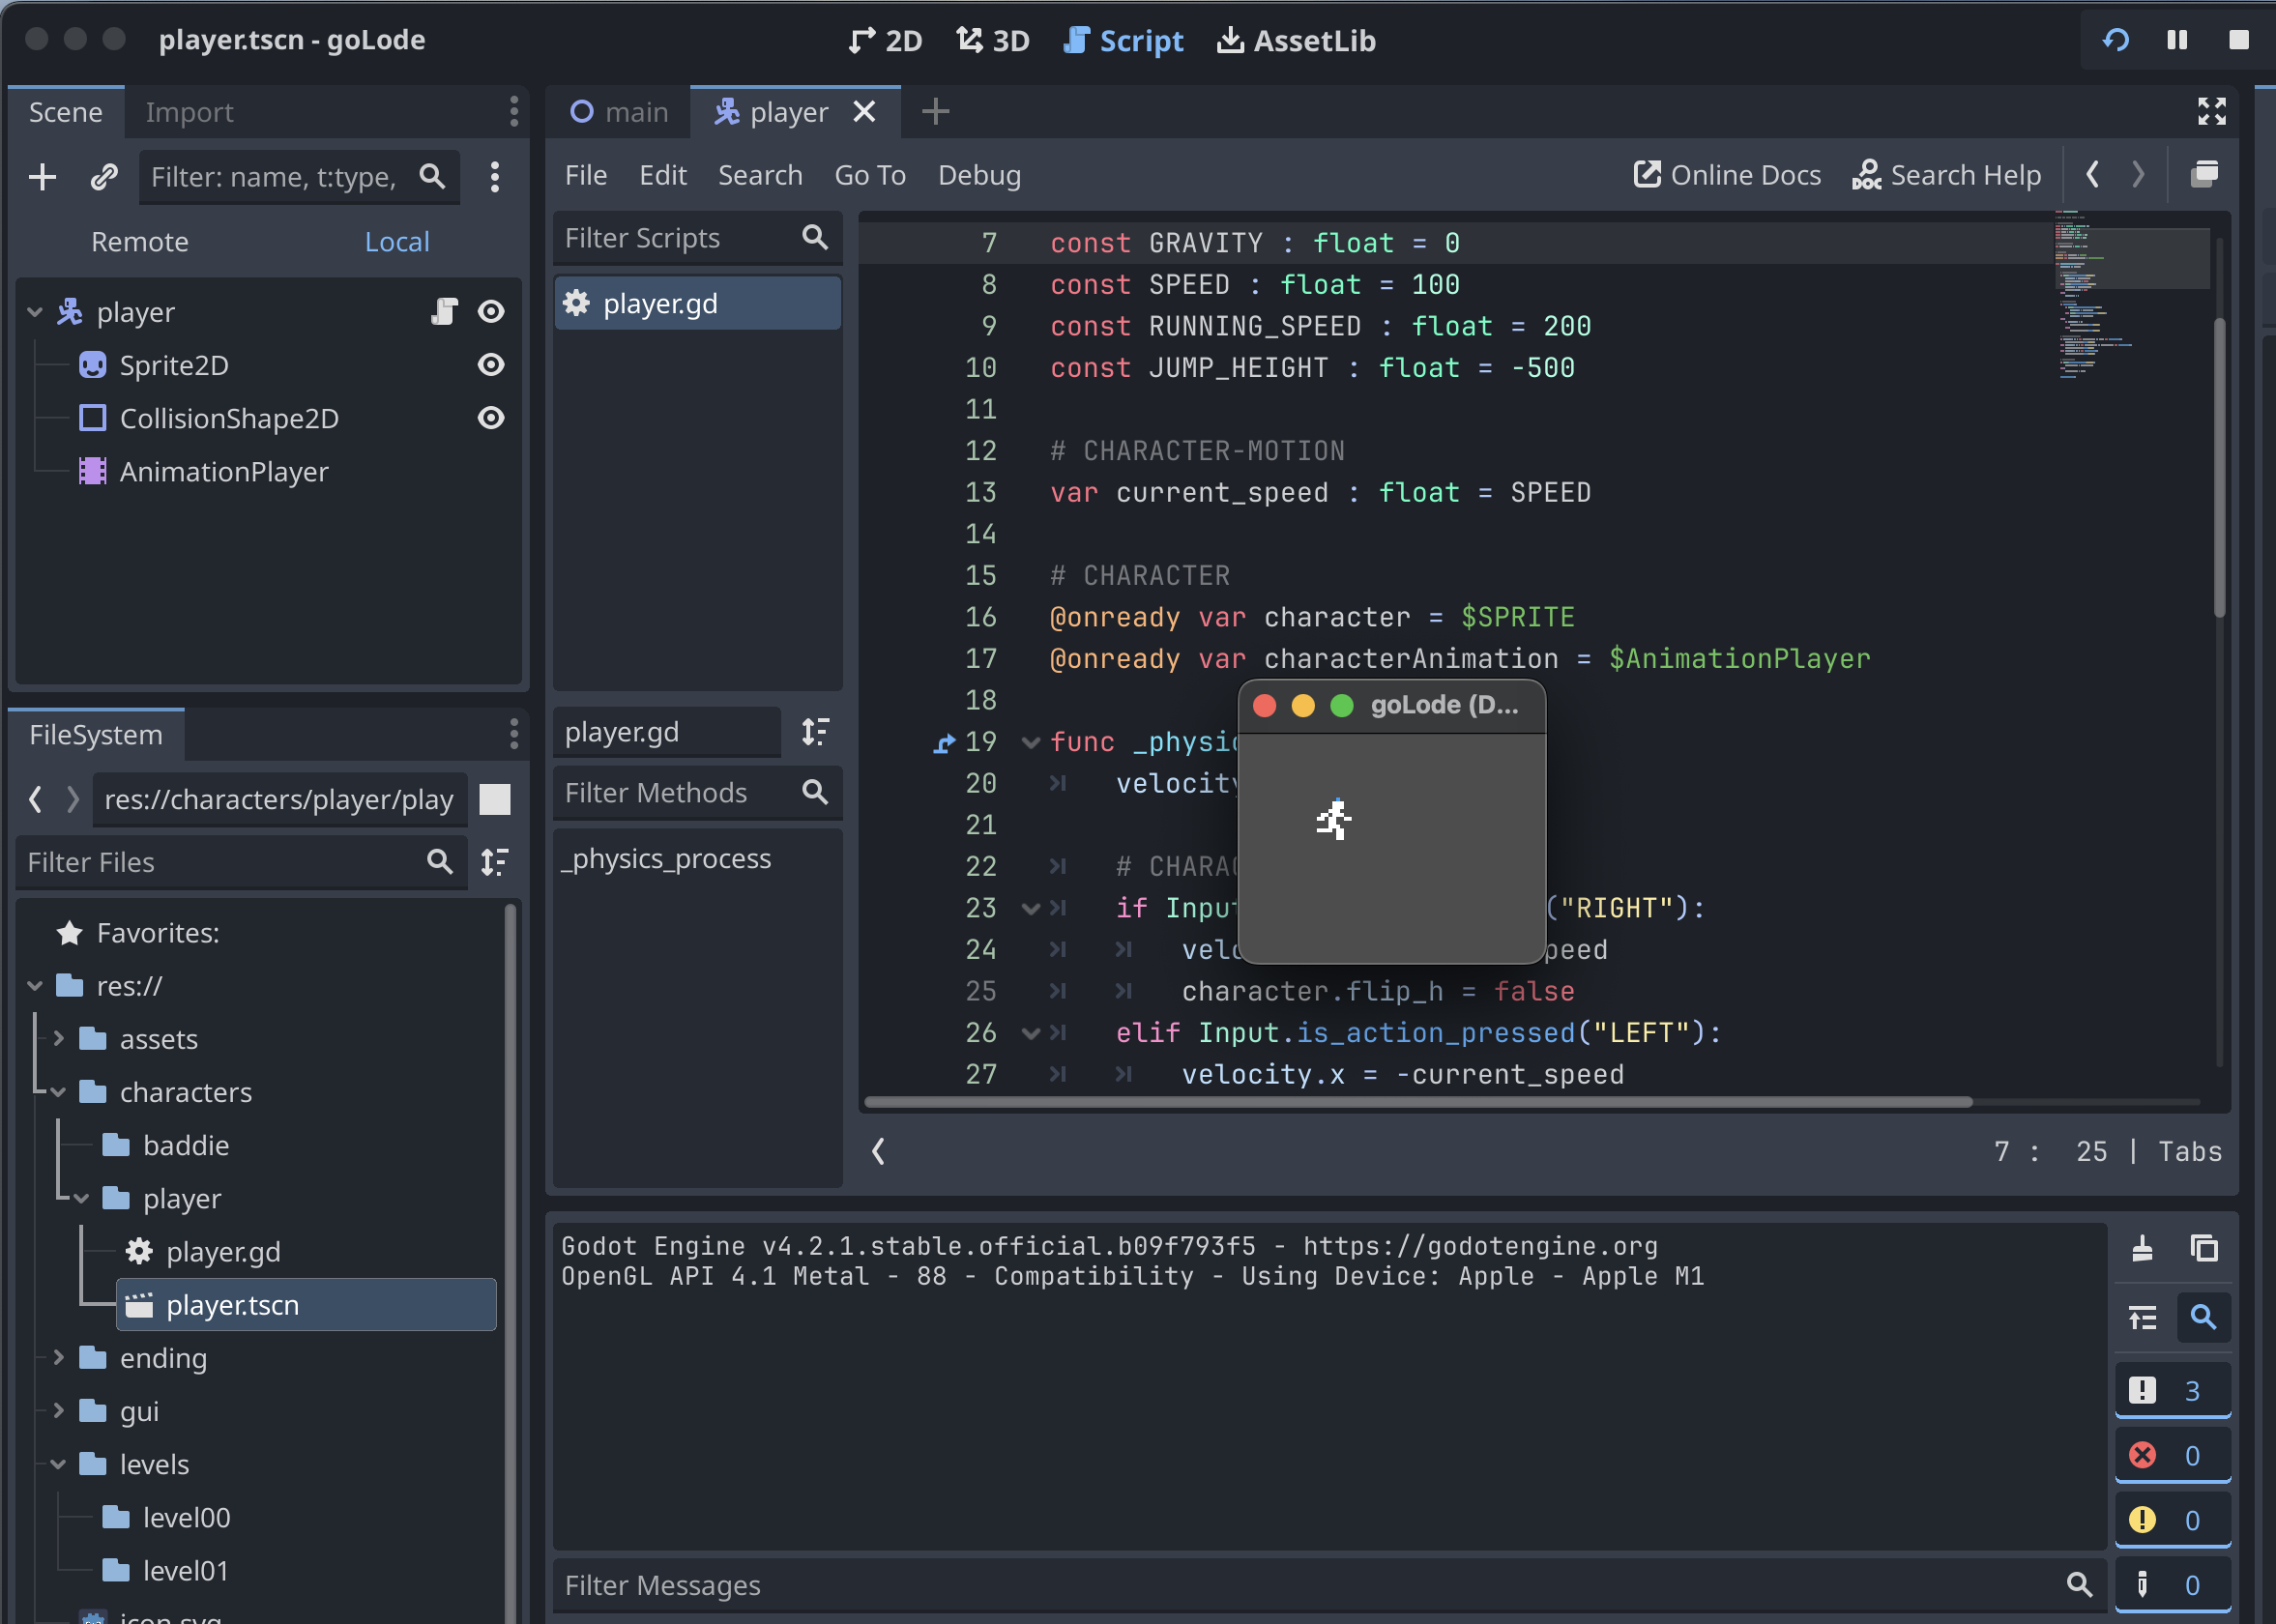 player.tscn - goLode
2D
3D
Script
AssetLib
Scene
Import
Filter: name, t:type,
Remote
Local
player
Sprite2D
CollisionShape2D
AnimationPlayer
FileSystem
res://characters/player/play
Filter Files
Favorites:
res://
assets
characters
baddie
player
player.gd
player.tscn
ending
gui
levels
level00
level01
icon.svg
main
player
File
Edit
Search
Go To
Debug
Online Docs
DOC
Search Help
Filter Scripts
player.gd
player.gd
Filter Methods
_physics_process
7 const GRAVITY : float = 0
8 const SPEED : float = 100
9 const RUNNING_SPEED : float = 200
10 const JUMP_HEIGHT : float = -500
11
12 # CHARACTER-MOTION
13 var current_speed : float = SPEED
14
15 # CHARACTER
16 @onready var character = $SPRITE
17 @onready var characterAnimation = $AnimationPlayer
18
19 func _physic
20 velocity
21
22 # CHARAC
23 if Input ("RIGHT"):
24 velo peed
25 character.flip_h = false
26 elif Input.is_action_pressed("LEFT"):
27 velocity.x = -current_speed
goLode (D...
7 : 25 | Tabs
Godot Engine v4.2.1.stable.official.b09f793f5 - https://godotengine.org
OpenGL API 4.1 Metal - 88 - Compatibility - Using Device: Apple - Apple M1
3
0
0
0
Filter Messages